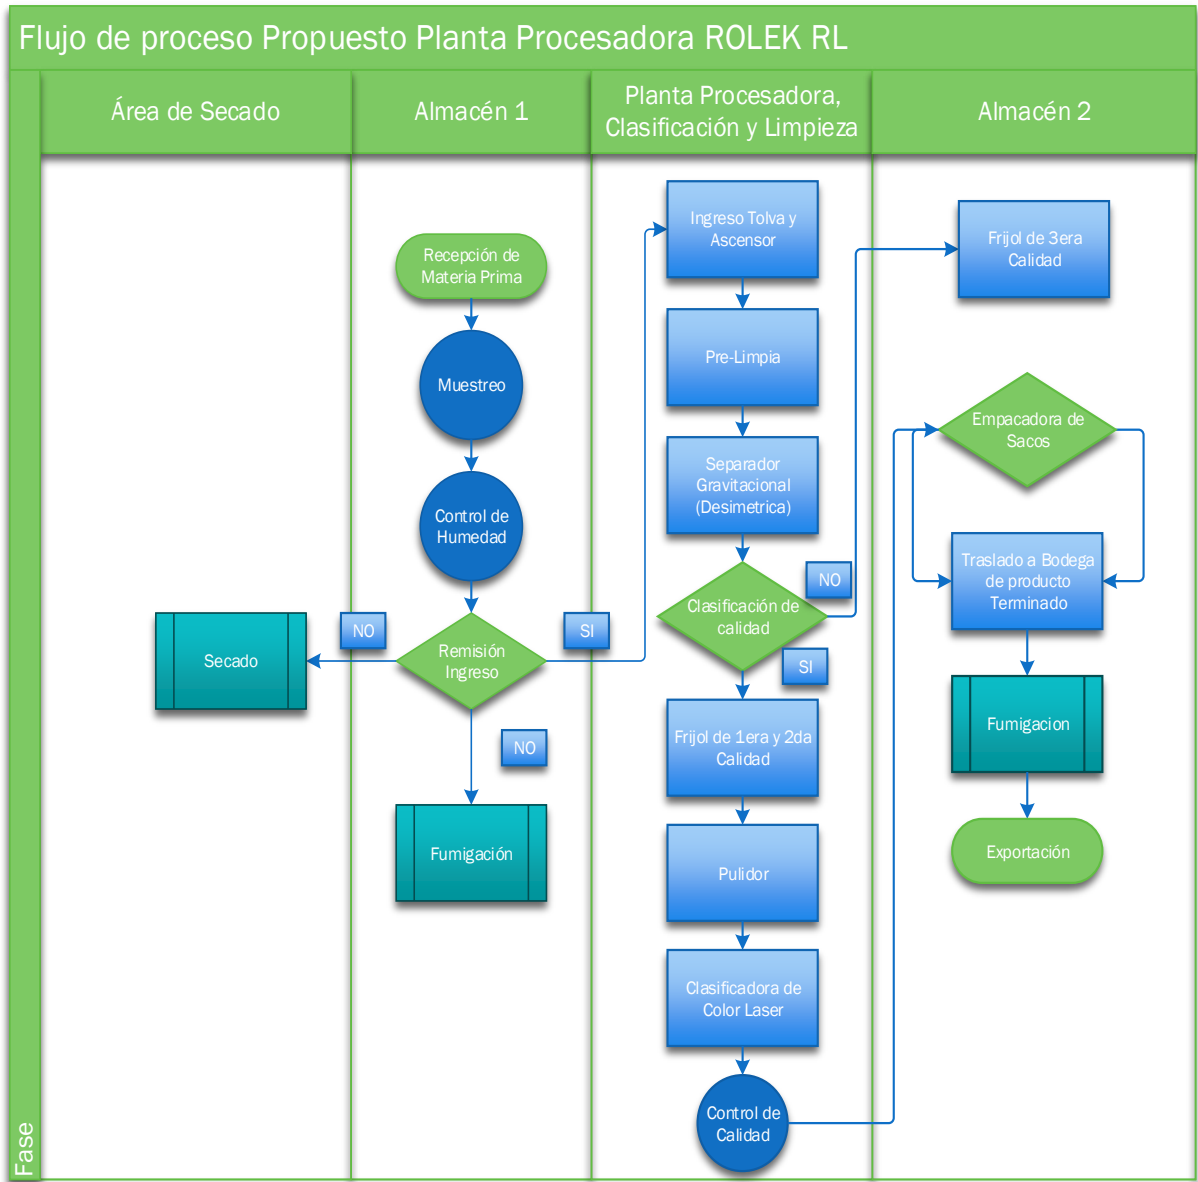 Flujo de proceso Propuesto Planta Procesadora ROLEK RL
Fase
Área de Secado
Almacén 1
Planta Procesadora,
Clasificación y Limpieza
Almacén 2
Secado
Recepción de
Materia Prima
Muestreo
Control de
Humedad
NO
Remisión
Ingreso
SI
NO
Fumigación
Ingreso Tolva y
Ascensor
Pre-Limpia
Separador
Gravitacional
(Desimetrica)
NO
Clasificación de
calidad
SI
Frijol de 1era y 2da
Calidad
Pulidor
Clasificadora de
Color Laser
Control de
Calidad
Frijol de 3era
Calidad
Empacadora de
Sacos
Traslado a Bodega
de producto
Terminado
Fumigacion
Exportación